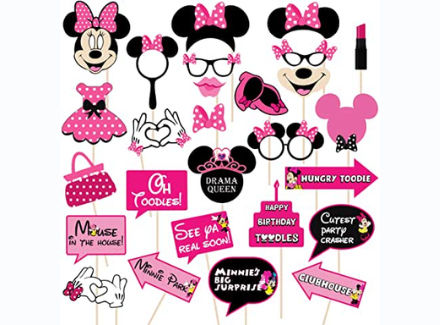 DRAMA
QUEEN
HUNGRY TOODLE
OH
TOODLES!
HAPPY
BIRTHDAY
TOODLES
MOUSE
IN THE HOUSE!
SEE YA
REAL SOON!
CUTEST
PARTY
CRASHER
MINNIE PARK
MINNIE'S
BIG
SURPRISE
CLUBHOUSE